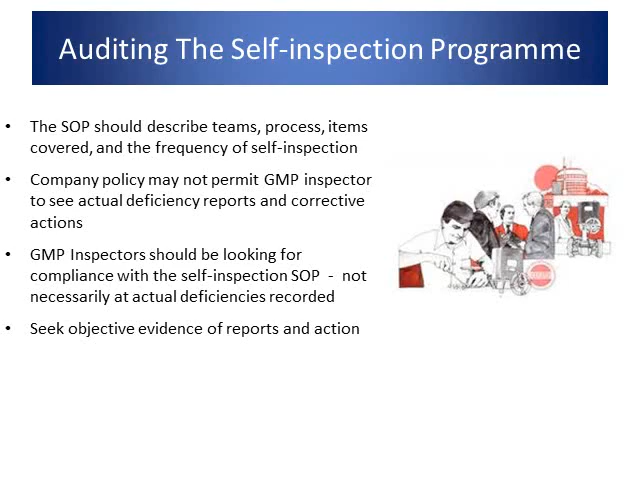 Auditing The Self-inspection Programme
• The SOP should describe teams, process, items
covered, and the frequency of self-inspection
• Company policy may not permit GMP inspector
to see actual deficiency reports and corrective
actions
• GMP Inspectors should be looking for
compliance with the self-inspection SOP - not
necessarily at actual deficiencies recorded
• Seek objective evidence of reports and action